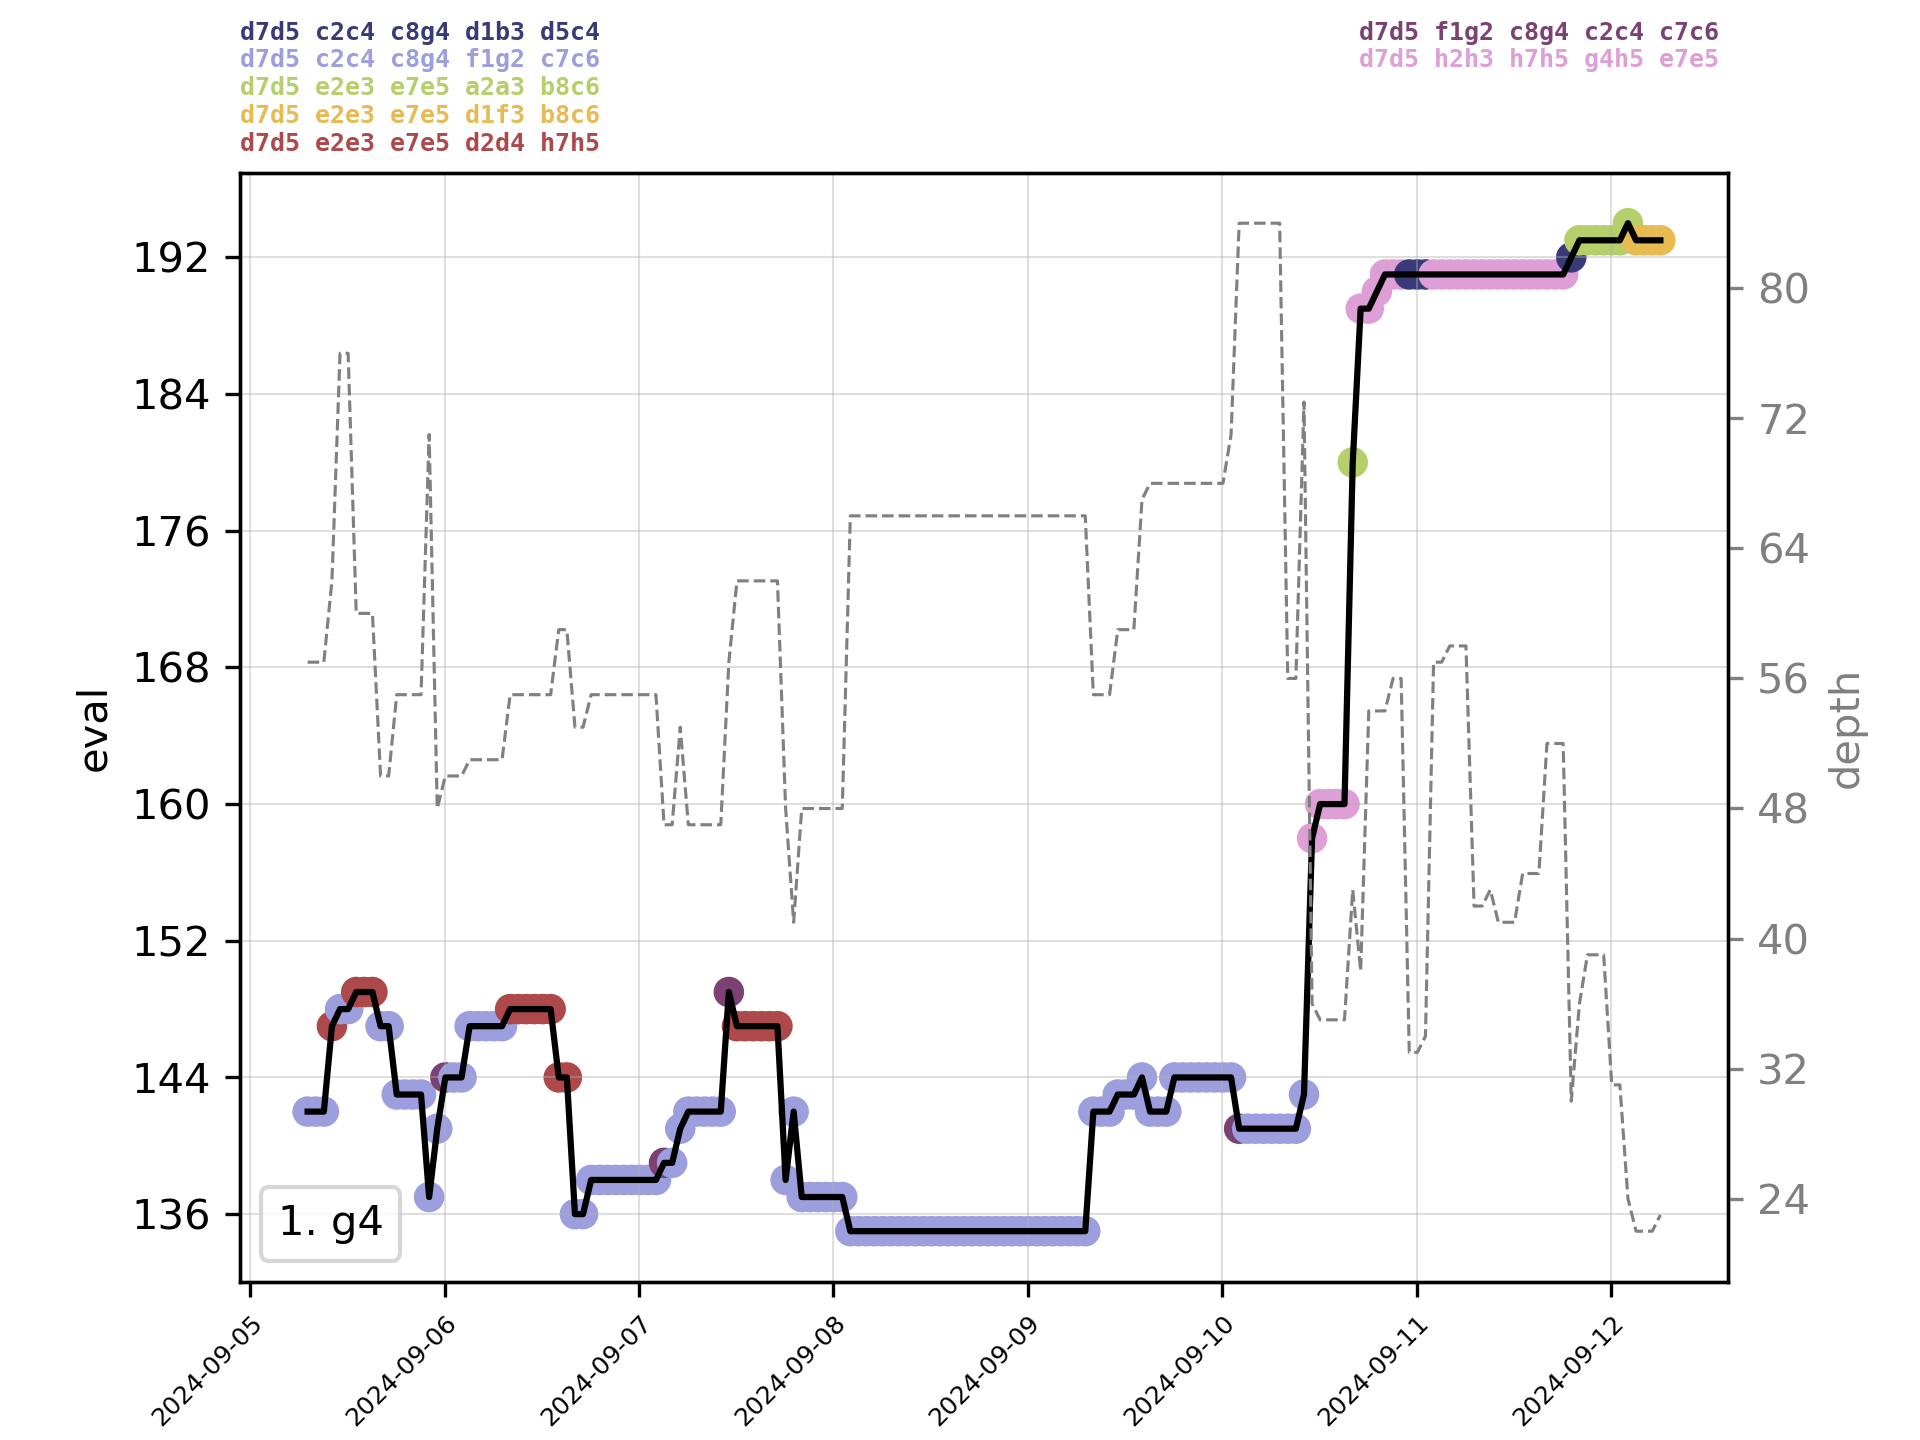 d7d5 c2c4 c8g4 d1b3 d5c4
d7d5 c2c4 c8g4 f1g2 c7c6
d7d5 e2e3 e7e5 a2a3 b8c6
d7d5 e2e3 e7e5 d1f3 b8c6
d7d5 e2e3 e7e5 d2d4 h7h5
d7d5 f1g2 c8g4 c2c4 c7c6
d7d5 h2h3 h7h5 g4h5 e7e5
192
184
176
168
160
152
144
136
eval
80
72
64
56
48
40
32
24
depth
1. g4
2024-09-05
2024-09-06
2024-09-07
2024-09-08
2024-09-09
2024-09-10
2024-09-11
2024-09-12